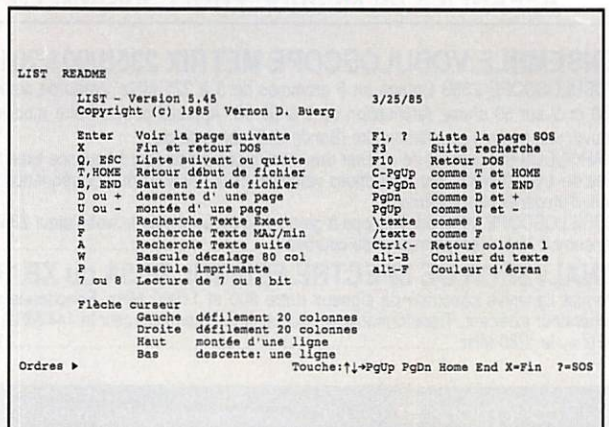 LIST README
LIST - Version 5.45 3/25/85
Copyright (c) 1985 Vernon D. Buerg
Enter Voir la page suivante F1, ? Liste la page SOS
X Fin et retour DOS F3 Suite recherche
Q, ESC Liste suivant ou quitte F10 Retour DOS
T,HOME Retour début de fichier C-PgUp comme T et HOME
B, END Saut en fin de fichier C-PgDn comme B et END
D ou + descente d' une page PgDn comme D et +
U ou - montée d' une page PgUp comme U et -
S Recherche Texte Exact \texte comme S
F Recherche Texte MAJ/min /texte comme F
A Recherche Texte suite Ctrl< Retour colonne 1
W Bascule décalage 80 col alt-B Couleur du texte
P Bascule imprimante alt-F Couleur d'écran
7 ou 8 Lecture de 7 ou 8 bit
Flèches
Gauche défilement 20 colonnes
Droite défilement 20 colonnes
Haut montée d'une ligne
Bas descente: une ligne
Ordres ► Touche:↑↓→PgUp PgDn Home End X=Fin ?=SOS